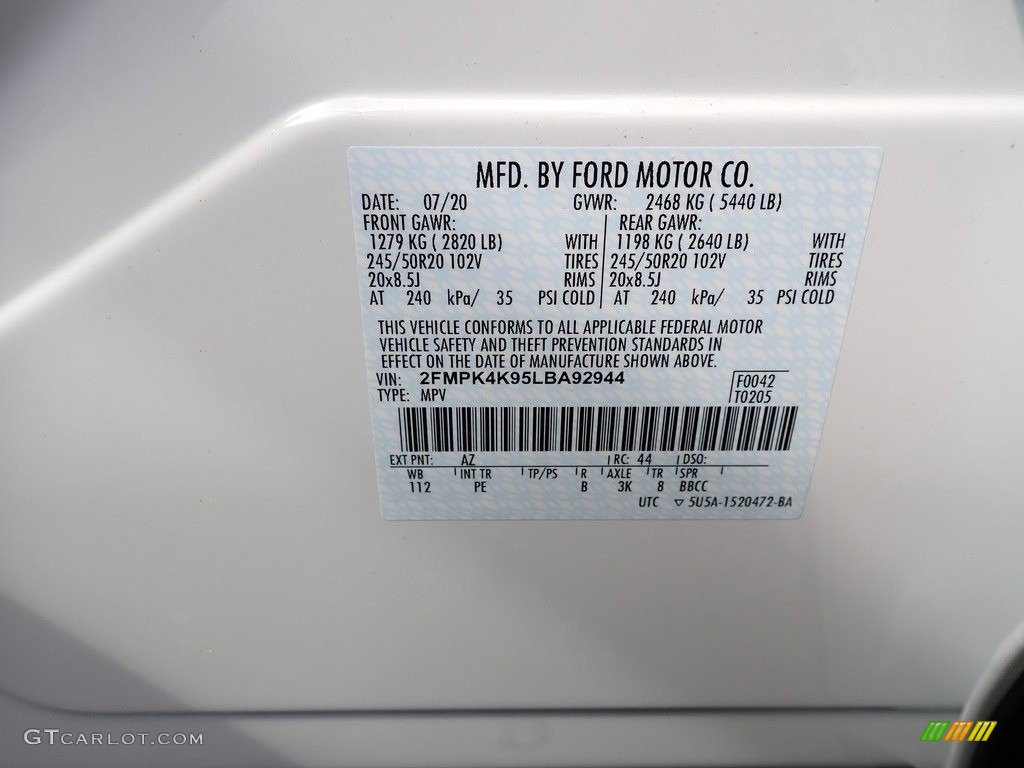 MFD. BY FORD MOTOR CO.
DATE: 07/20 GVWR: 2468 KG ( 5440 LB)
FRONT GAWR: REAR GAWR:
1279 KG ( 2820 LB) WITH 1198 KG ( 2640 LB) WITH
245/50R20 102V TIRES 245/50R20 102V TIRES
20x8.5J RIMS 20x8.5J RIMS
AT 240 kPa/ 35 PSI COLD AT 240 kPa/ 35 PSI COLD
THIS VEHICLE CONFORMS TO ALL APPLICABLE FEDERAL MOTOR
VEHICLE SAFETY AND THEFT PREVENTION STANDARDS IN
EFFECT ON THE DATE OF MANUFACTURE SHOWN ABOVE.
VIN: 2FMPK4K95LBA92944 F0042
TYPE: MPV T0205
EXT PNT: AZ RC: 44 DSO:
WB INT TR TP/PS R AXLE TR SPR
112 PE B 3K 8 BBCC
UTC ▽ 5U5A-1520472-BA
GTCARLOT.COM